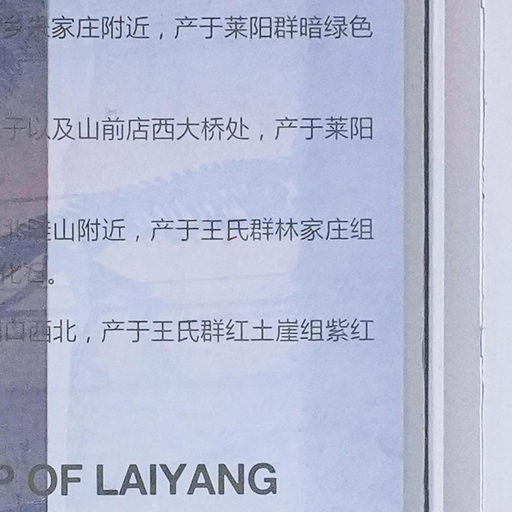 家庄附近，产于莱阳群暗绿色
子以及山前店西大桥处，产于莱阳
山附近，产于王氏群林家庄组
化石。
口西北，产于王氏群红土崖组紫红
P OF LAIYANG